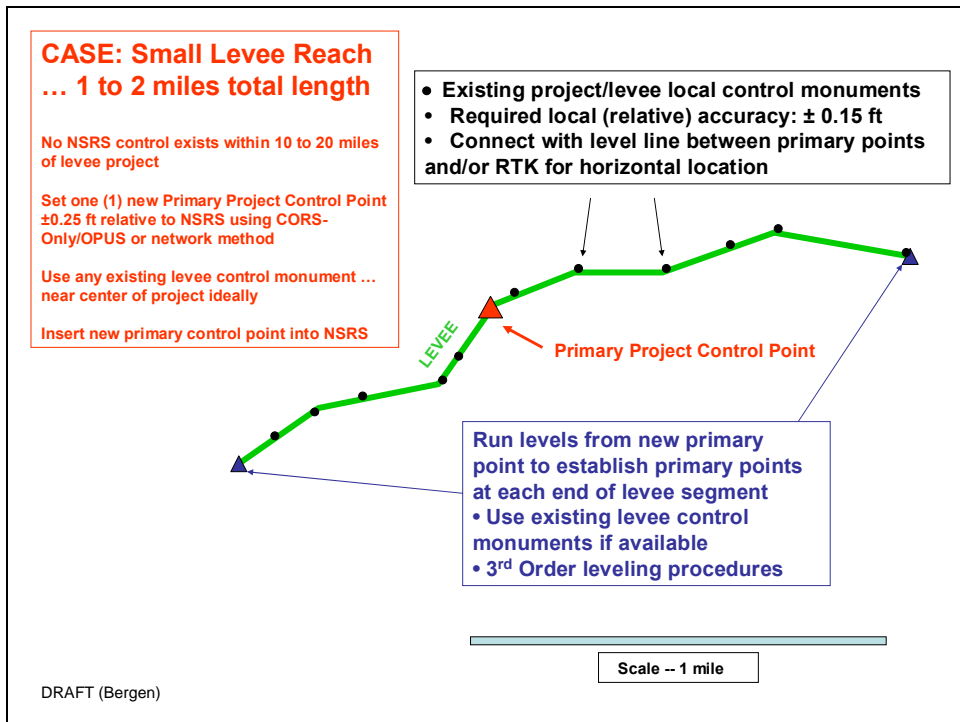 CASE: Small Levee Reach
… 1 to 2 miles total length
No NSRS control exists within 10 to 20 miles
of levee project
Set one (1) new Primary Project Control Point
±0.25 ft relative to NSRS using CORS-
Only/OPUS or network method
Use any existing levee control monument …
near center of project ideally
Insert new primary control point into NSRS
● Existing project/levee local control monuments
• Required local (relative) accuracy: ± 0.15 ft
• Connect with level line between primary points
and/or RTK for horizontal location
LEVEE
Primary Project Control Point
Run levels from new primary
point to establish primary points
at each end of levee segment
• Use existing levee control
monuments if available
• 3rd Order leveling procedures
Scale -- 1 mile
DRAFT (Bergen)